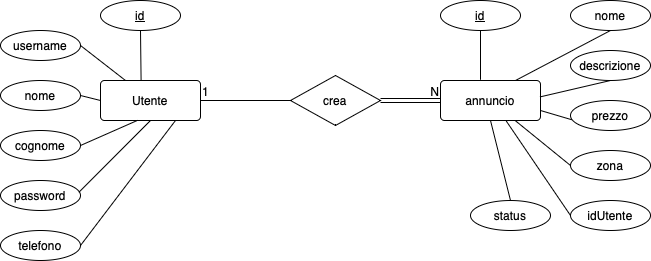 id
id
nome
username
descrizione
nome
Utente
1
crea
N
annuncio
prezzo
cognome
zona
password
status
idUtente
telefono